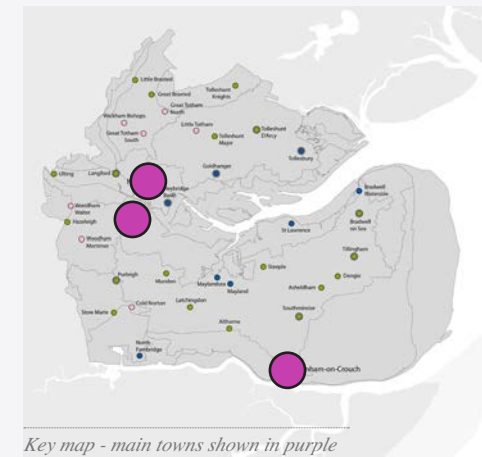 Little Braxted
Great Braxted
Tolleshunt
Knights
Great Totham
North
Wickham Bishops
Little Totham
Great Totham
South
Tolleshunt
Major
Tolleshunt
D'Arcy
Tollesbury
Goldhanger
Ulting
Langford
Heybridge
Basin
Woodham
Walter
Hazeleigh
Woodham
Mortimer
Bradwell
Waterside
Bradwell
on Sea
St Lawrence
Tillingham
Steeple
Dengie
Asheldham
Purleigh
Mundon
Maylandsea
Mayland
Stow Maries
Cold Norton
Latchingdon
Southminster
Althorne
North
Fambridge
nham-on-Crouch
Key map - main towns shown in purple